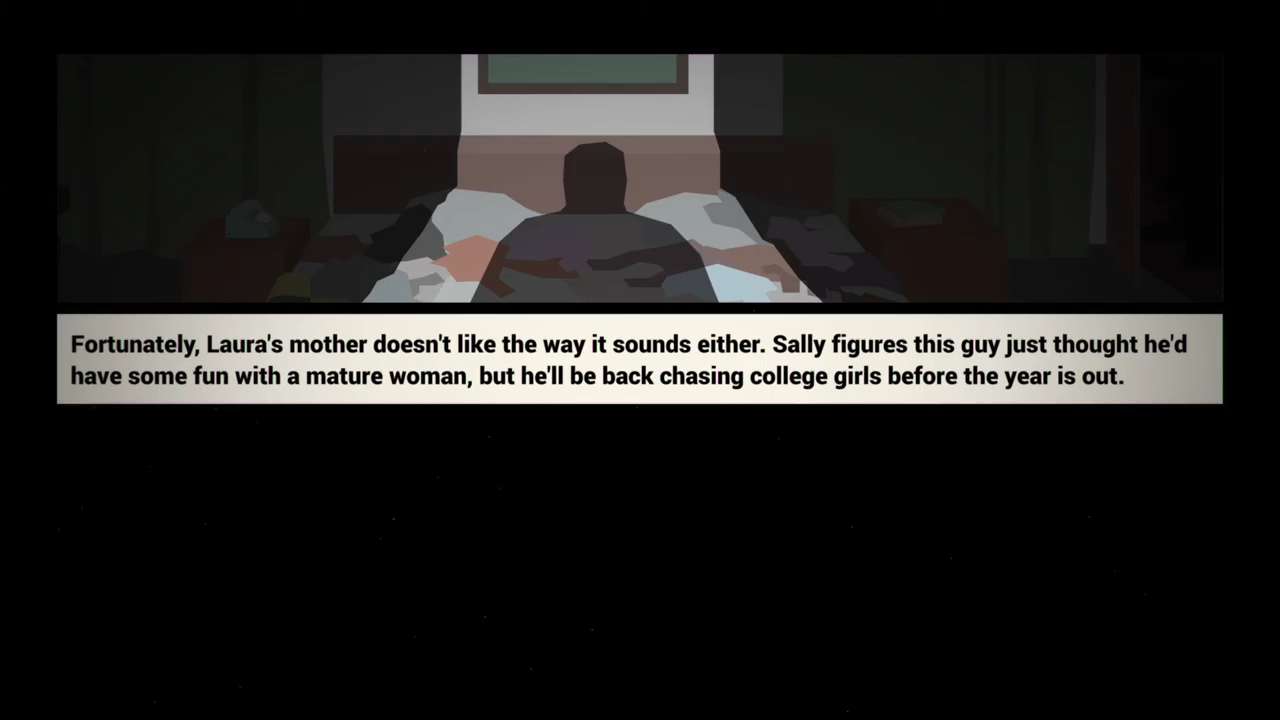 Fortunately, Laura's mother doesn't like the way it sounds either. Sally figures this guy just thought he'd
have some fun with a mature woman, but he'll be back chasing college girls before the year is out.